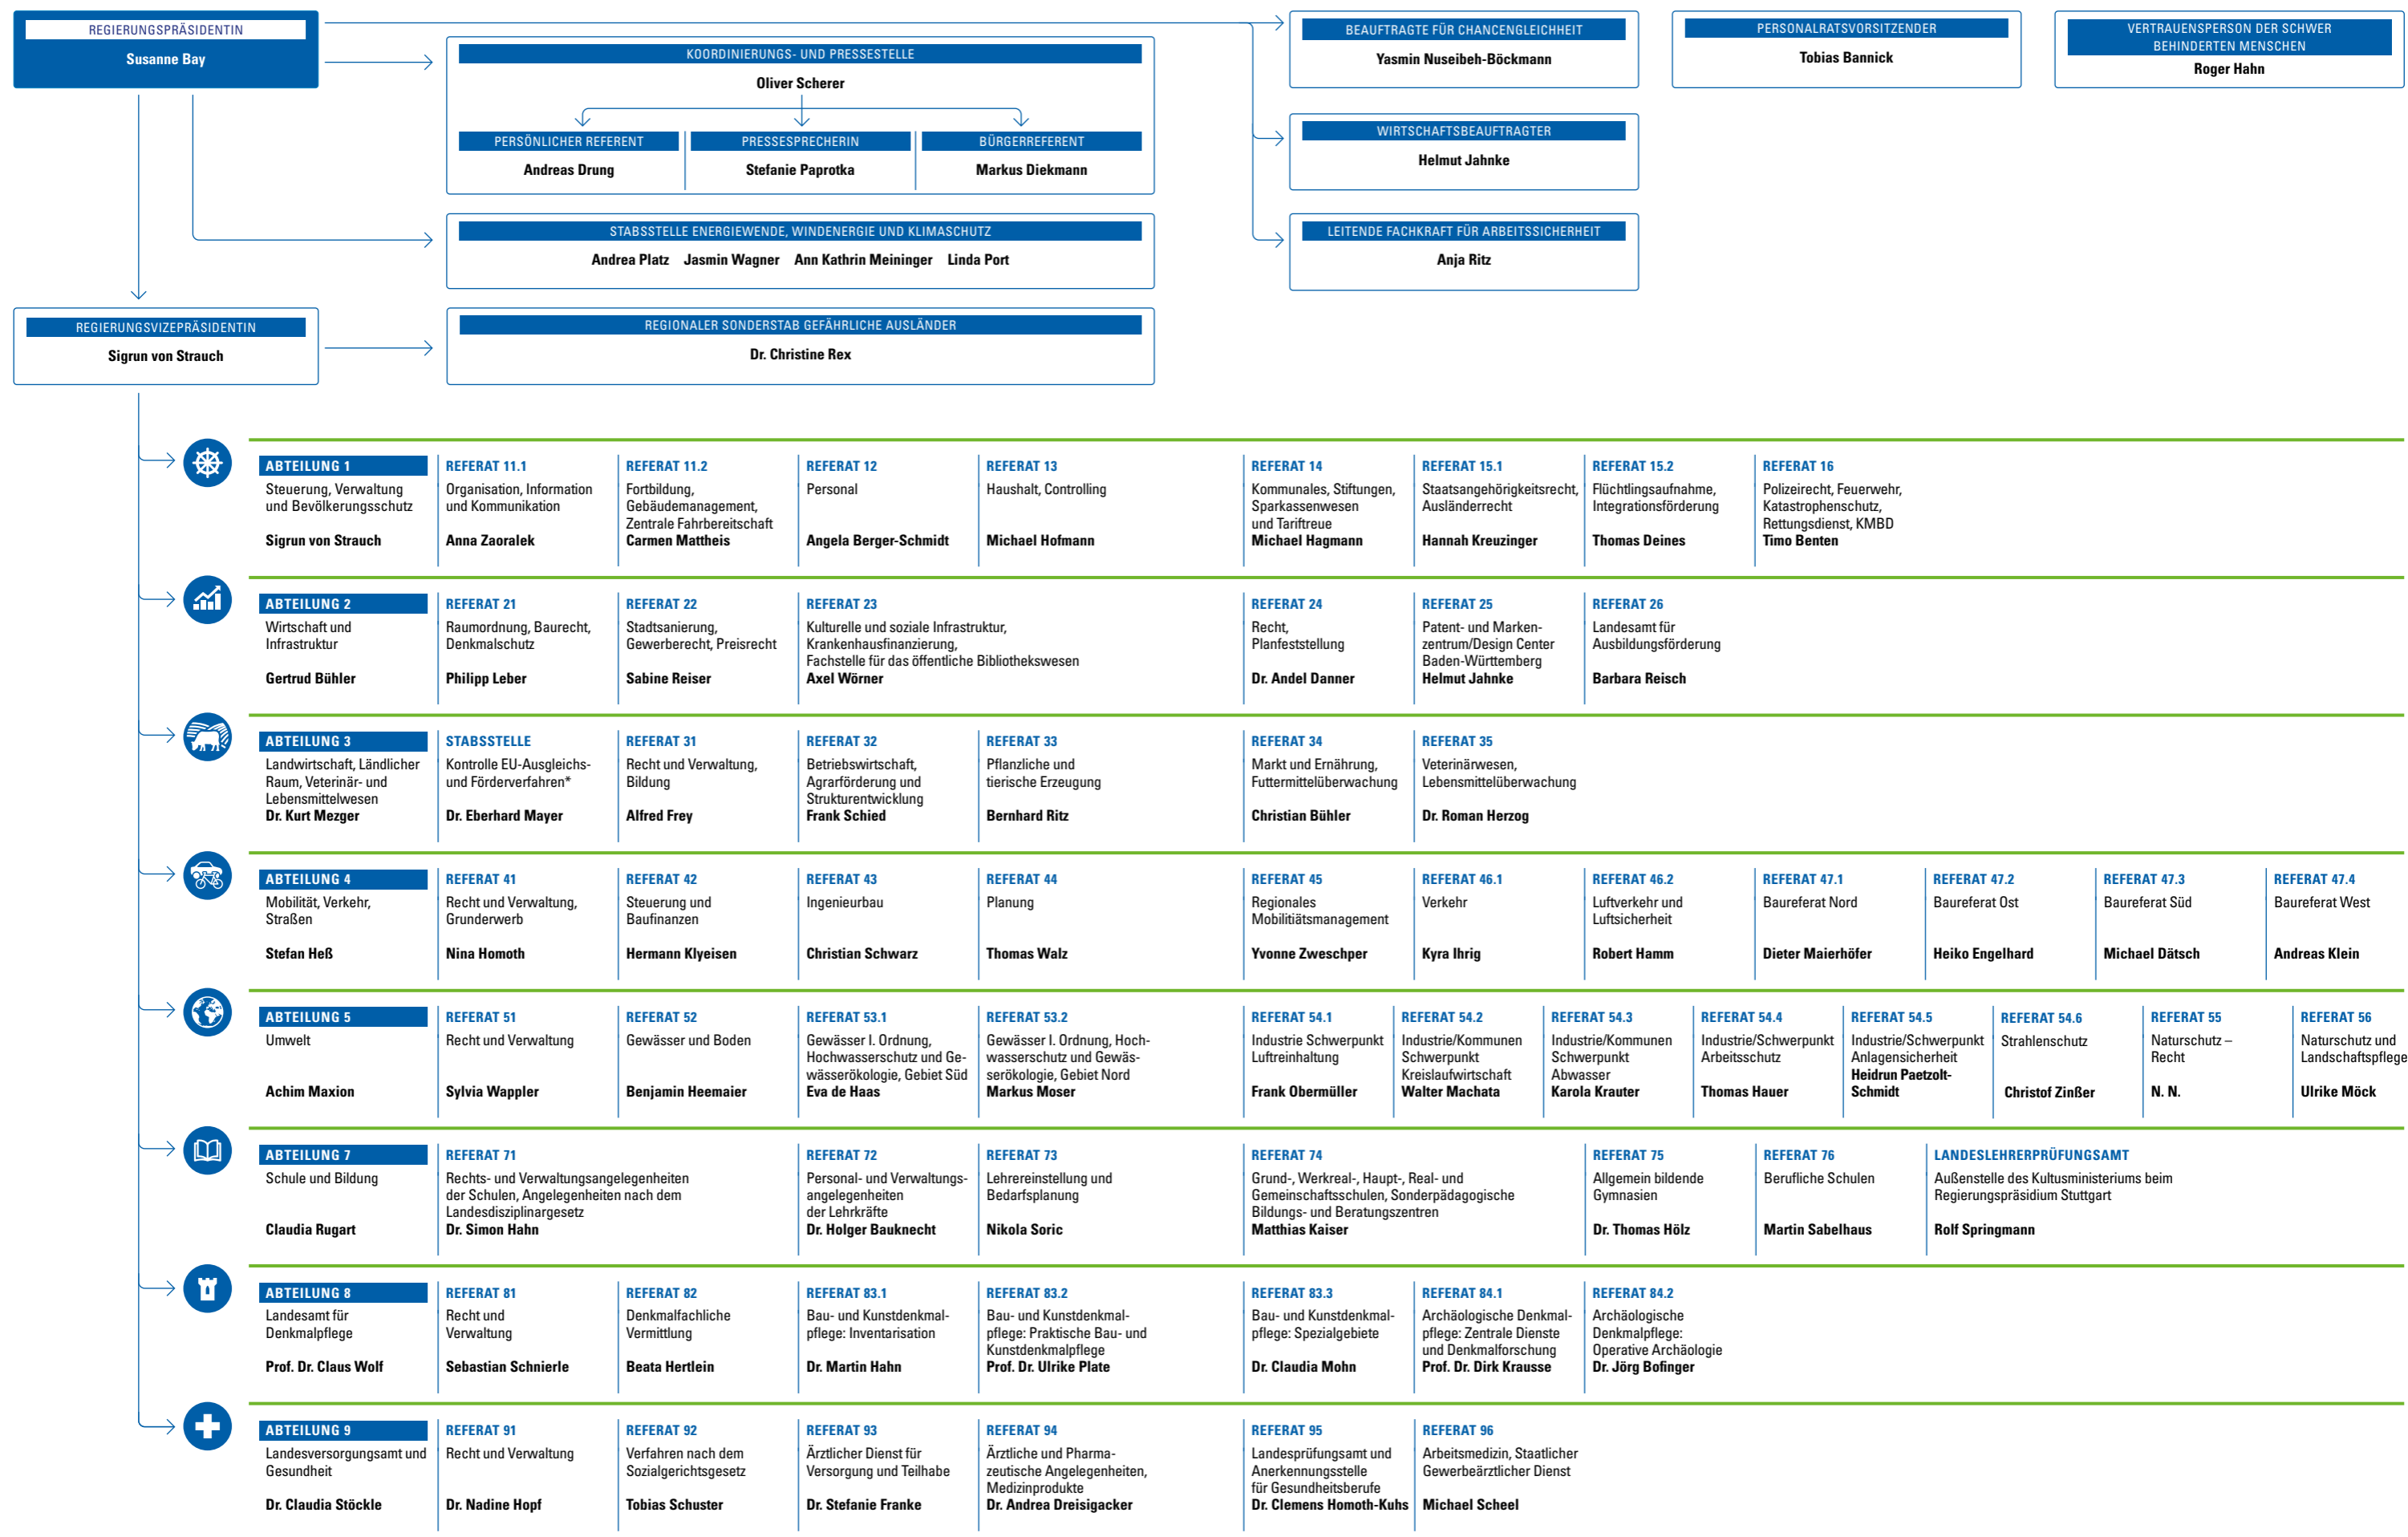 REGIERUNGSPRÄSIDENTIN
Susanne Bay
KOORDINIERUNGS- UND PRESSESTELLE
Oliver Scherer
PERSÖNLICHER REFERENT
Andreas Drung
PRESSESPRECHERIN
Stefanie Paprotka
BÜRGERREFERENT
Markus Diekmann
BEAUFTRAGTE FÜR CHANCENGLEICHHEIT
Yasmin Nuseibeh-Böckmann
PERSONALRATSVORSITZENDER
Tobias Bannick
VERTRAUENSPERSON DER SCHWER
BEHINDERTEN MENSCHEN
Roger Hahn
WIRTSCHAFTSBEAUFTRAGTER
Helmut Jahnke
STABSSTELLE ENERGIEWENDE, WINDENERGIE UND KLIMASCHUTZ
Andrea Platz Jasmin Wagner Ann Kathrin Meininger Linda Port
LEITENDE FACHKRAFT FÜR ARBEITSSICHERHEIT
Anja Ritz
REGIERUNGSVIZEPRÄSIDENTIN
Sigrun von Strauch
REGIONALER SONDERSTAB GEFÄHRLICHE AUSLÄNDER
Dr. Christine Rex
ABTEILUNG 1
Steuerung, Verwaltung
und Bevölkerungsschutz
Sigrun von Strauch
REFERAT 11.1
Organisation, Information
und Kommunikation
Anna Zaoralek
REFERAT 11.2
Fortbildung,
Gebäudemanagement,
Zentrale Fahrbereitschaft
Carmen Mattheis
REFERAT 12
Personal
Angela Berger-Schmidt
REFERAT 13
Haushalt, Controlling
Michael Hofmann
REFERAT 14
Kommunales, Stiftungen,
Sparkassenwesen
und Tariftreue
Michael Hagmann
REFERAT 15.1
Staatsangehörigkeitsrecht,
Ausländerrecht
Hannah Kreuzinger
REFERAT 15.2
Flüchtlingsaufnahme,
Integrationsförderung
Thomas Deines
REFERAT 16
Polizeirecht, Feuerwehr,
Katastrophenschutz,
Rettungsdienst, KMBD
Timo Benten
ABTEILUNG 2
Wirtschaft und
Infrastruktur
Gertrud Bühler
REFERAT 21
Raumordnung, Baurecht,
Denkmalschutz
Philipp Leber
REFERAT 22
Stadtsanierung,
Gewerberecht, Preisrecht
Sabine Reiser
REFERAT 23
Kulturelle und soziale Infrastruktur,
Krankenhausfinanzierung,
Fachstelle für das öffentliche Bibliothekswesen
Axel Wörner
REFERAT 24
Recht,
Planfeststellung
Dr. Andel Danner
REFERAT 25
Patent- und Marken-
zentrum/Design Center
Baden-Württemberg
Helmut Jahnke
REFERAT 26
Landesamt für
Ausbildungsförderung
Barbara Reisch
ABTEILUNG 3
Landwirtschaft, Ländlicher
Raum, Veterinär- und
Lebensmittelwesen
Dr. Kurt Mezger
STABSSTELLE
Kontrolle EU-Ausgleichs-
und Förderverfahren*
Dr. Eberhard Mayer
REFERAT 31
Recht und Verwaltung,
Bildung
Alfred Frey
REFERAT 32
Betriebswirtschaft,
Agrarförderung und
Strukturentwicklung
Frank Schied
REFERAT 33
Pflanzliche und
tierische Erzeugung
Bernhard Ritz
REFERAT 34
Markt und Ernährung,
Futtermittelüberwachung
Christian Bühler
REFERAT 35
Veterinärwesen,
Lebensmittelüberwachung
Dr. Roman Herzog
ABTEILUNG 4
Mobilität, Verkehr,
Straßen
Stefan Heß
REFERAT 41
Recht und Verwaltung,
Grunderwerb
Nina Homoth
REFERAT 42
Steuerung und
Baufinanzen
Hermann Klyeisen
REFERAT 43
Ingenieurbau
Christian Schwarz
REFERAT 44
Planung
Thomas Walz
REFERAT 45
Regionales
Mobilitiätsmanagement
Yvonne Zweschper
REFERAT 46.1
Verkehr
Kyra Ihrig
REFERAT 46.2
Luftverkehr und
Luftsicherheit
Robert Hamm
REFERAT 47.1
Baureferat Nord
Dieter Maierhöfer
REFERAT 47.2
Baureferat Ost
Heiko Engelhard
REFERAT 47.3
Baureferat Süd
Michael Dätsch
REFERAT 47.4
Baureferat West
Andreas Klein
ABTEILUNG 5
Umwelt
Achim Maxion
REFERAT 51
Recht und Verwaltung
Sylvia Wappler
REFERAT 52
Gewässer und Boden
Benjamin Heemaier
REFERAT 53.1
Gewässer I. Ordnung,
Hochwasserschutz und Ge-
wässerökologie, Gebiet Süd
Eva de Haas
REFERAT 53.2
Gewässer I. Ordnung, Hoch-
wasserschutz und Gewäs-
serökologie, Gebiet Nord
Markus Moser
REFERAT 54.1
Industrie Schwerpunkt
Luftreinhaltung
Frank Obermüller
REFERAT 54.2
Industrie/Kommunen
Schwerpunkt
Kreislaufwirtschaft
Walter Machata
REFERAT 54.3
Industrie/Kommunen
Schwerpunkt
Abwasser
Karola Krauter
REFERAT 54.4
Industrie/Schwerpunkt
Arbeitsschutz
Thomas Hauer
REFERAT 54.5
Industrie/Schwerpunkt
Anlagensicherheit
Heidrun Paetzolt-
Schmidt
REFERAT 54.6
Strahlenschutz
Christof Zinßer
REFERAT 55
Naturschutz –
Recht
N. N.
REFERAT 56
Naturschutz und
Landschaftspflege
Ulrike Möck
ABTEILUNG 7
Schule und Bildung
Claudia Rugart
REFERAT 71
Rechts- und Verwaltungsangelegenheiten
der Schulen, Angelegenheiten nach dem
Landesdisziplinargesetz
Dr. Simon Hahn
REFERAT 72
Personal- und Verwaltungs-
angelegenheiten
der Lehrkräfte
Dr. Holger Bauknecht
REFERAT 73
Lehrereinstellung und
Bedarfsplanung
Nikola Soric
REFERAT 74
Grund-, Werkreal-, Haupt-, Real- und
Gemeinschaftsschulen, Sonderpädagogische
Bildungs- und Beratungszentren
Matthias Kaiser
REFERAT 75
Allgemein bildende
Gymnasien
Dr. Thomas Hölz
REFERAT 76
Berufliche Schulen
Martin Sabelhaus
LANDESLEHRERPRÜFUNGSAMT
Außenstelle des Kultusministeriums beim
Regierungspräsidium Stuttgart
Rolf Springmann
ABTEILUNG 8
Landesamt für
Denkmalpflege
Prof. Dr. Claus Wolf
REFERAT 81
Recht und
Verwaltung
Sebastian Schnierle
REFERAT 82
Denkmalfachliche
Vermittlung
Beata Hertlein
REFERAT 83.1
Bau- und Kunstdenkmal-
pflege: Inventarisation
Dr. Martin Hahn
REFERAT 83.2
Bau- und Kunstdenkmal-
pflege: Praktische Bau- und
Kunstdenkmalpflege
Prof. Dr. Ulrike Plate
REFERAT 83.3
Bau- und Kunstdenkmal-
pflege: Spezialgebiete
Dr. Claudia Mohn
REFERAT 84.1
Archäologische Denkmal-
pflege: Zentrale Dienste
und Denkmalforschung
Prof. Dr. Dirk Krausse
REFERAT 84.2
Archäologische
Denkmalpflege:
Operative Archäologie
Dr. Jörg Bofinger
ABTEILUNG 9
Landesversorgungsamt und
Gesundheit
Dr. Claudia Stöckle
REFERAT 91
Recht und Verwaltung
Dr. Nadine Hopf
REFERAT 92
Verfahren nach dem
Sozialgerichtsgesetz
Tobias Schuster
REFERAT 93
Ärztlicher Dienst für
Versorgung und Teilhabe
Dr. Stefanie Franke
REFERAT 94
Ärztliche und Pharma-
zeutische Angelegenheiten,
Medizinprodukte
Dr. Andrea Dreisigacker
REFERAT 95
Landesprüfungsamt und
Anerkennungsstelle
für Gesundheitsberufe
Dr. Clemens Homoth-Kuhs
REFERAT 96
Arbeitsmedizin, Staatlicher
Gewerbeärztlicher Dienst
Michael Scheel